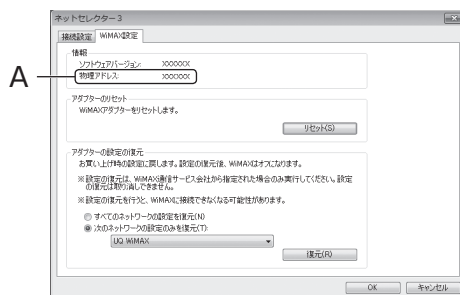 ネットセレクター3
接続設定 WiMAX設定
情報
ソフトウェアバージョン: XXXXXXX
A 物理アドレス: XXXXXXX
アダプターのリセット
WiMAXアダプターをリセットします。
リセット(S)
アダプターの設定の復元
お買い上げ時の設定に戻します。設定の復元後、WiMAXはオフになります。
※設定の復元は、WiMAX通信サービス会社から指定された場合のみ実行してください。設定
の復元は取り消しできません。
※設定の復元を行うと、WiMAXに接続できなくなる可能性があります。
すべてのネットワークの設定を復元(N)
次のネットワークの設定のみを復元(T):
UQ WiMAX
復元(R)
OK キャンセル